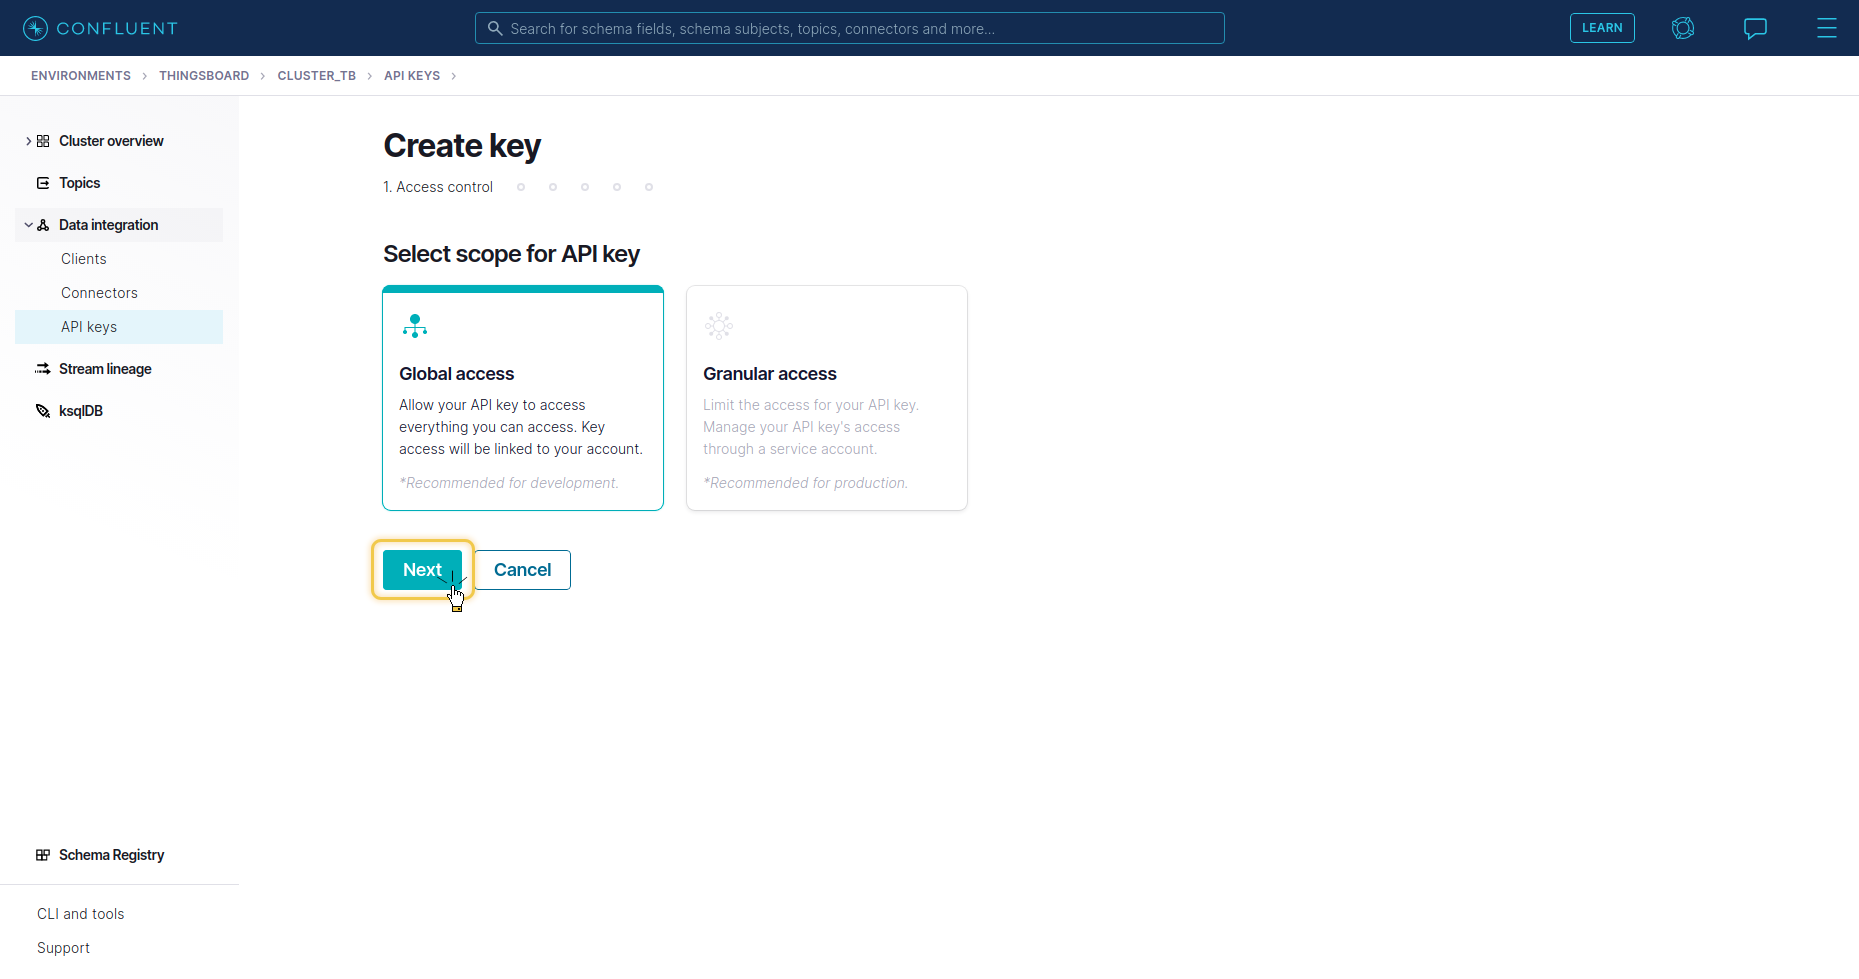 CONFLUENT
Search for schema fields, schema subjects, topics, connectors and more...
LEARN
ENVIRONMENTS > THINGSBOARD > CLUSTER_TB > API KEYS >
Cluster overview
Topics
Data integration
Clients
Connectors
API keys
Stream lineage
ksqlDB
Schema Registry
CLI and tools
Support
Create key
1. Access control
Select scope for API key
Global access
Allow your API key to access
everything you can access. Key
access will be linked to your account.
*Recommended for development.
Granular access
Limit the access for your API key.
Manage your API key's access
through a service account.
*Recommended for production.
Next
Cancel